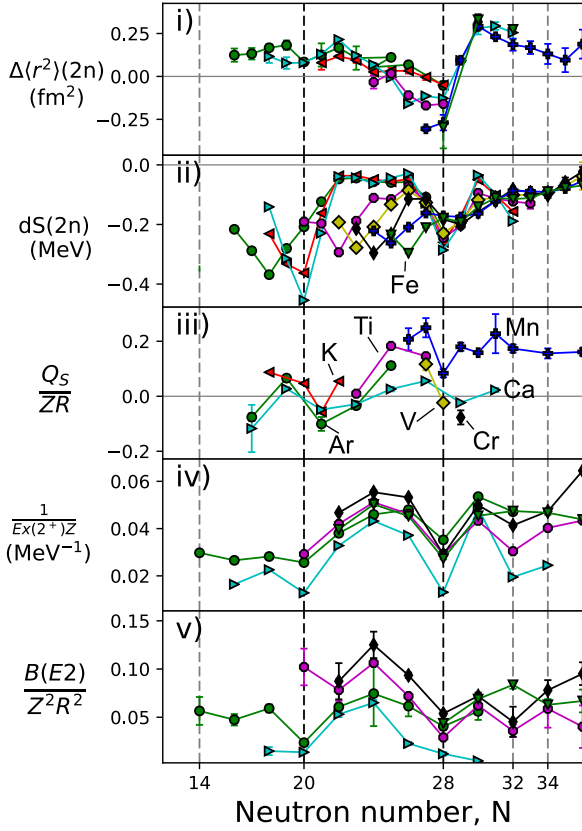 i)
0.25
0.00
−0.25
Δ⟨r²⟩(2n)
(fm²)
ii)
0.0
−0.2
−0.4
dS(2n)
(MeV)
Fe
iii)
0.2
0.0
−0.2
Q_S
ZR
Ti
K
Mn
Ca
Ar
V
Cr
iv)
0.06
0.04
0.02
1
Ex(2⁺)Z
(MeV⁻¹)
v)
0.15
0.10
0.05
B(E2)
Z²R²
14 20 28 32 34
Neutron number, N